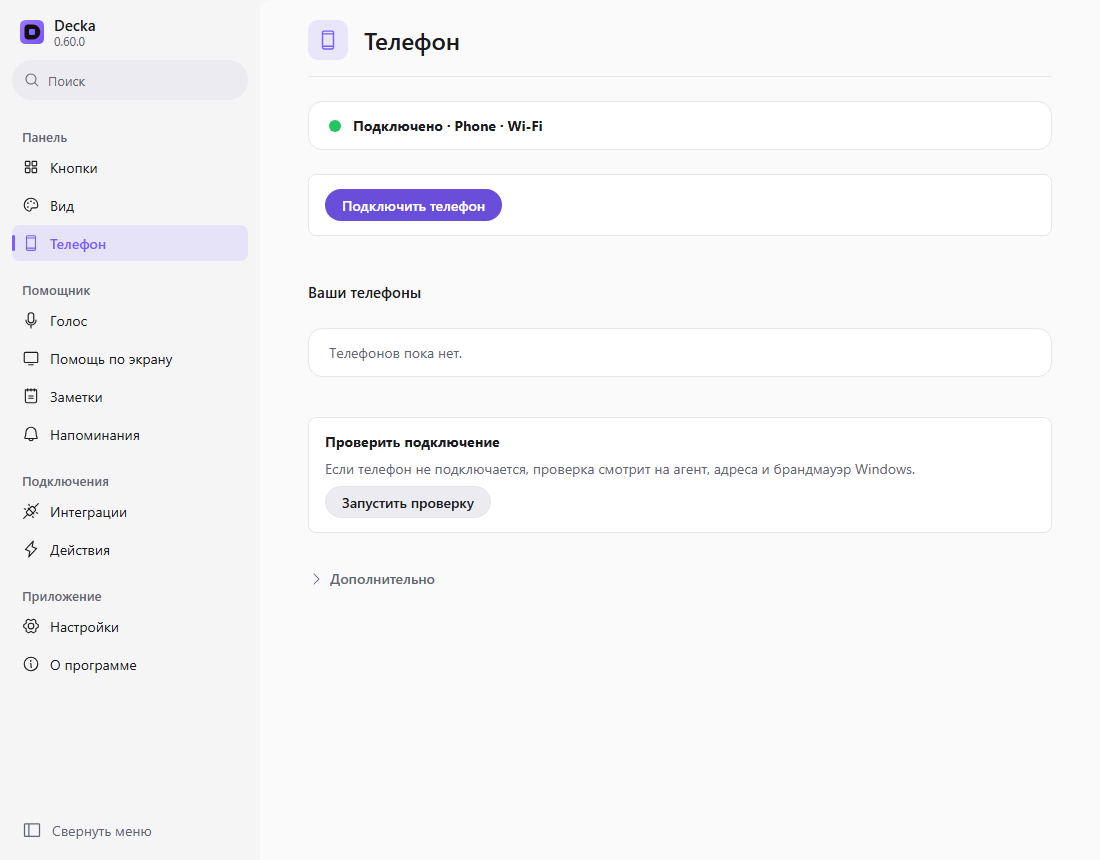 Decka
0.60.0
Поиск
Панель
Кнопки
Вид
Телефон
Помощник
Голос
Помощь по экрану
Заметки
Напоминания
Подключения
Интеграции
Действия
Приложение
Настройки
О программе
Свернуть меню
Телефон
Подключено · Phone · Wi-Fi
Подключить телефон
Ваши телефоны
Телефонов пока нет.
Проверить подключение
Если телефон не подключается, проверка смотрит на агент, адреса и брандмауэр Windows.
Запустить проверку
Дополнительно